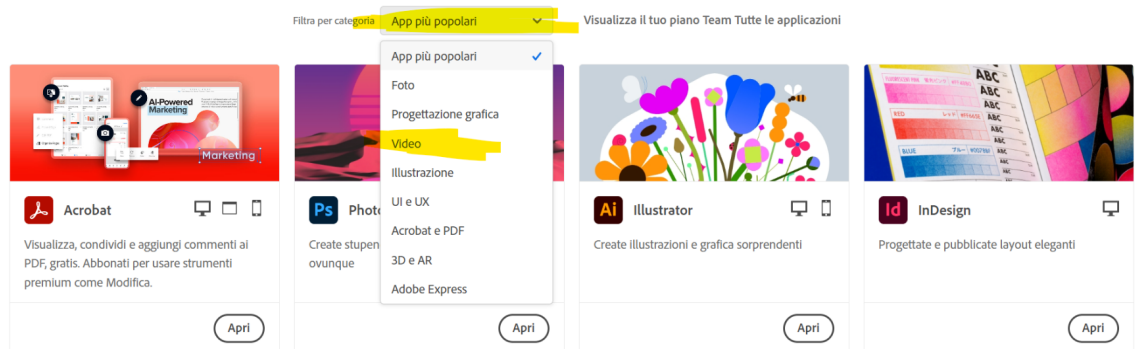 Filtra per categoria
App più popolari
Visualizza il tuo piano Team Tutte le applicazioni
App più popolari
Foto
Progettazione grafica
Video
Illustrazione
UI e UX
Acrobat e PDF
3D e AR
Adobe Express
AI-Powered
Marketing
Marketing
Acrobat
Visualizza, condividi e aggiungi commenti ai
PDF, gratis. Abbonati per usare strumenti
premium come Modifica.
Apri
Ps
Photo
Create stupen
ovunque
Apri
Ai
Illustrator
Create illustrazioni e grafica sorprendenti
Apri
ABC
ABC
RED
ABC
ABC
BLUE
ABC
ABC
Id
InDesign
Progettate e pubblicate layout eleganti
Apri